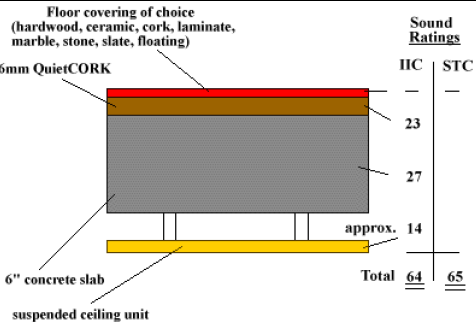 Floor covering of choice
(hardwood, ceramic, cork, laminate,
marble, stone, slate, floating)
6mm QuietCORK
Sound
Ratings
IIC STC
23
27
approx. 14
Total 64 65
6" concrete slab
suspended ceiling unit